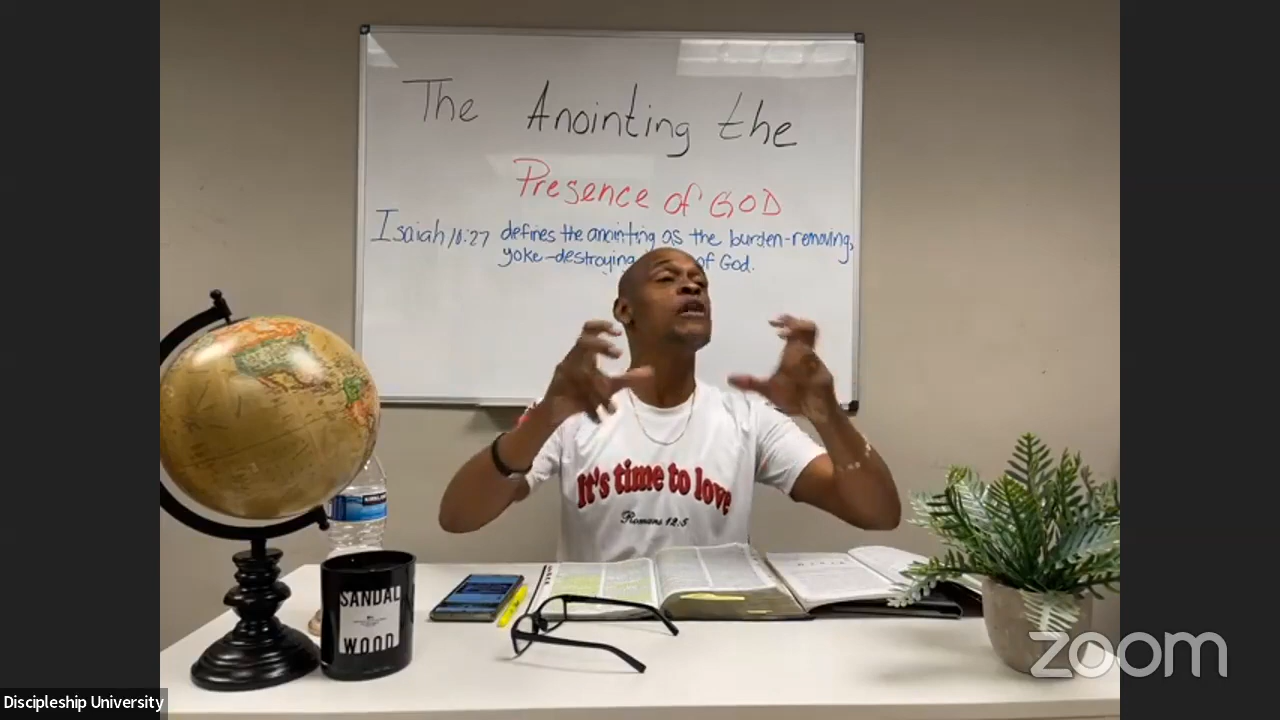 The Anointing the
Presence of GOD
Isaiah 10:27 defines the anointing as the burden-removing,
yoke-destroying of God.
It's time to love
Romans 12:5
SANDAL
WOOD
zoom
Discipleship University